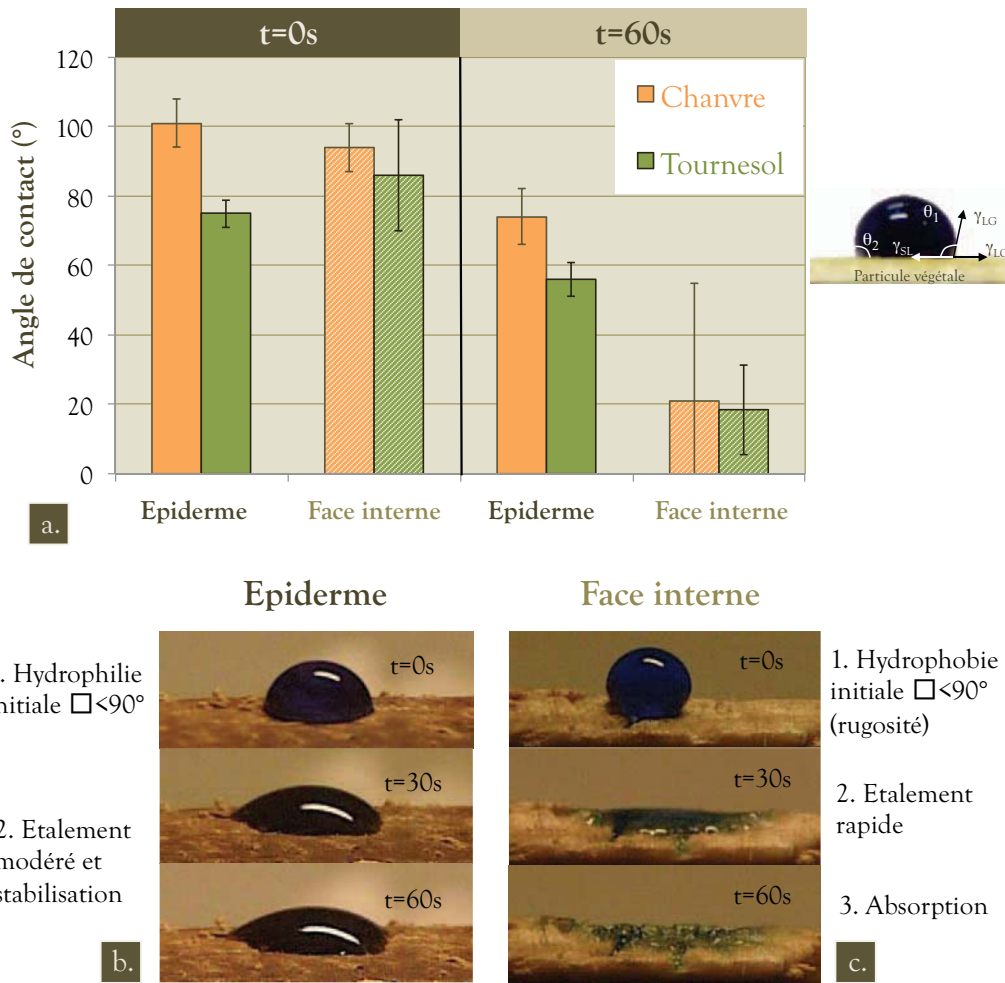 t=0s
t=60s
120
100
80
60
40
20
0
Angle de contact (°)
Chanvre
Tournesol
Epiderme
Face interne
Epiderme
Face interne
a.
θ1
θ2
γLG
γSL
γLG
Particule végétale
Epiderme
Face interne
. Hydrophilie
nitiale □<90°
2. Etalement
modéré et
stabilisation
t=0s
t=30s
t=60s
b.
t=0s
t=30s
t=60s
1. Hydrophobie
initiale □<90°
(rugosité)
2. Etalement
rapide
3. Absorption
c.